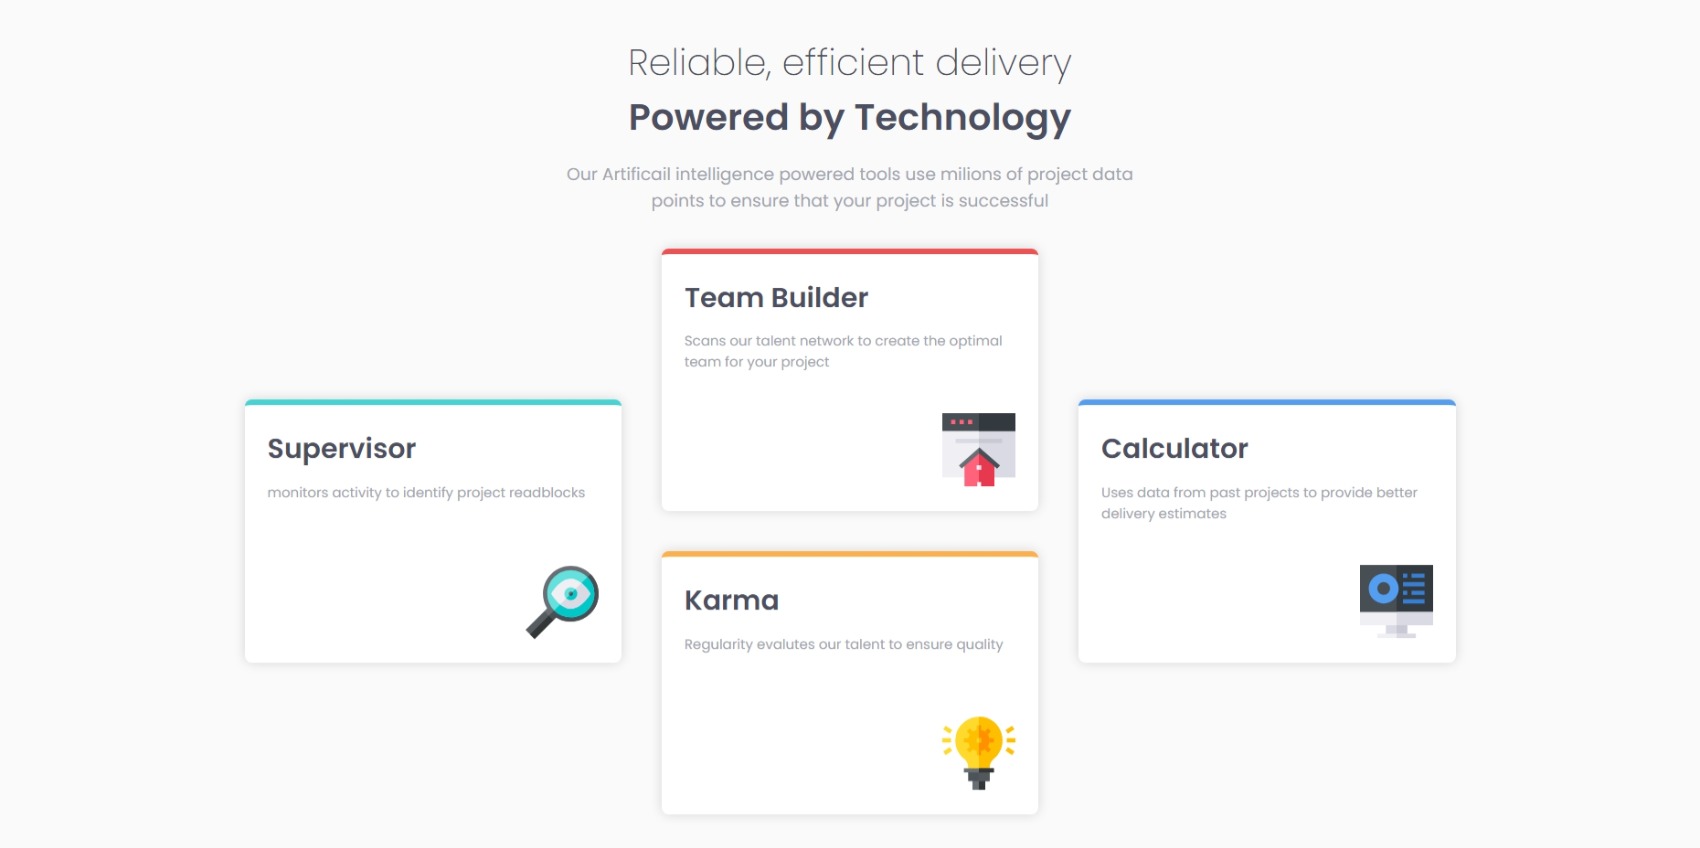 Reliable, efficient delivery
Powered by Technology
Our Artificail intelligence powered tools use milions of project data
points to ensure that your project is successful
Team Builder
Scans our talent network to create the optimal
team for your project
Supervisor
monitors activity to identify project readblocks
Calculator
Uses data from past projects to provide better
delivery estimates
Karma
Regularity evalutes our talent to ensure quality